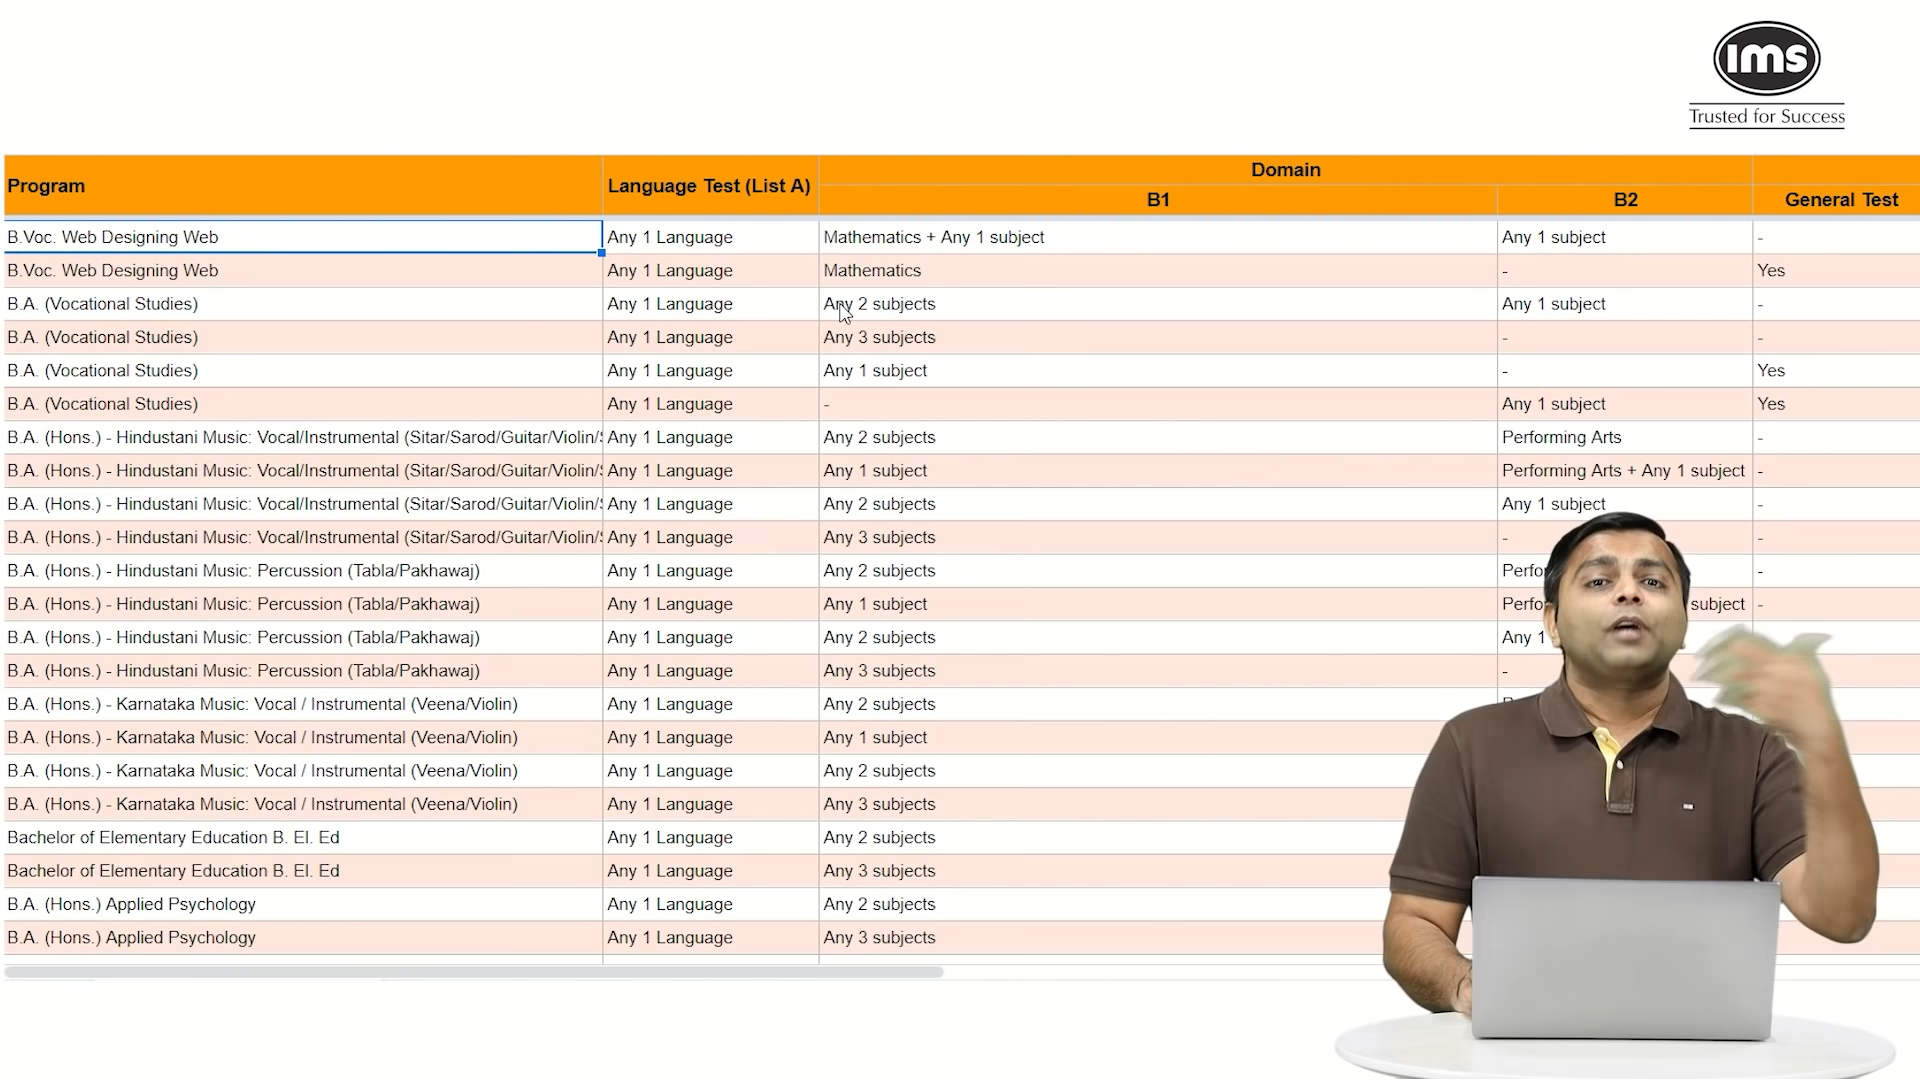 ims
Trusted for Success
Program Language Test (List A) Domain
B1 B2 General Test
B.Voc. Web Designing Web Any 1 Language Mathematics + Any 1 subject Any 1 subject -
B.Voc. Web Designing Web Any 1 Language Mathematics - Yes
B.A. (Vocational Studies) Any 1 Language Any 2 subjects Any 1 subject -
B.A. (Vocational Studies) Any 1 Language Any 3 subjects - -
B.A. (Vocational Studies) Any 1 Language Any 1 subject - Yes
B.A. (Vocational Studies) Any 1 Language - Any 1 subject Yes
B.A. (Hons.) - Hindustani Music: Vocal/Instrumental (Sitar/Sarod/Guitar/Violin/ Any 1 Language Any 2 subjects Performing Arts -
B.A. (Hons.) - Hindustani Music: Vocal/Instrumental (Sitar/Sarod/Guitar/Violin/ Any 1 Language Any 1 subject Performing Arts + Any 1 subject -
B.A. (Hons.) - Hindustani Music: Vocal/Instrumental (Sitar/Sarod/Guitar/Violin/ Any 1 Language Any 2 subjects Any 1 subject -
B.A. (Hons.) - Hindustani Music: Vocal/Instrumental (Sitar/Sarod/Guitar/Violin/ Any 1 Language Any 3 subjects - -
B.A. (Hons.) - Hindustani Music: Percussion (Tabla/Pakhawaj) Any 1 Language Any 2 subjects Perfo -
B.A. (Hons.) - Hindustani Music: Percussion (Tabla/Pakhawaj) Any 1 Language Any 1 subject Perfo subject -
B.A. (Hons.) - Hindustani Music: Percussion (Tabla/Pakhawaj) Any 1 Language Any 2 subjects Any 1
B.A. (Hons.) - Hindustani Music: Percussion (Tabla/Pakhawaj) Any 1 Language Any 3 subjects -
B.A. (Hons.) - Karnataka Music: Vocal / Instrumental (Veena/Violin) Any 1 Language Any 2 subjects
B.A. (Hons.) - Karnataka Music: Vocal / Instrumental (Veena/Violin) Any 1 Language Any 1 subject
B.A. (Hons.) - Karnataka Music: Vocal / Instrumental (Veena/Violin) Any 1 Language Any 2 subjects
B.A. (Hons.) - Karnataka Music: Vocal / Instrumental (Veena/Violin) Any 1 Language Any 3 subjects
Bachelor of Elementary Education B. El. Ed Any 1 Language Any 2 subjects
Bachelor of Elementary Education B. El. Ed Any 1 Language Any 3 subjects
B.A. (Hons.) Applied Psychology Any 1 Language Any 2 subjects
B.A. (Hons.) Applied Psychology Any 1 Language Any 3 subjects